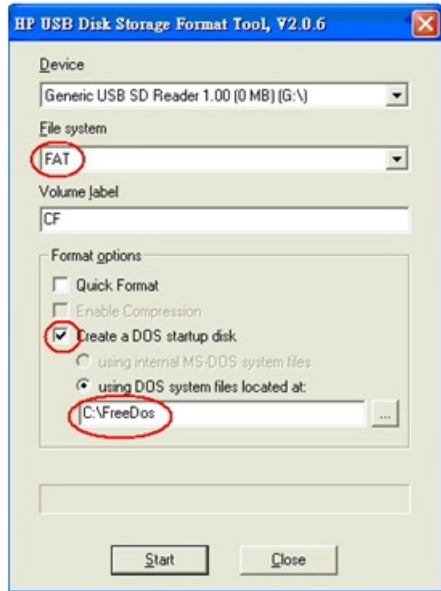 HP USB Disk Storage Format Tool, V2.0.6
Device
Generic USB SD Reader 1.00 (0 MB) (G:\)
File system
FAT
Volume label
CF
Format options
Quick Format
Enable Compression
Create a DOS startup disk
using internal MS-DOS system files
using DOS system files located at:
C:\FreeDos
...
Start
Close